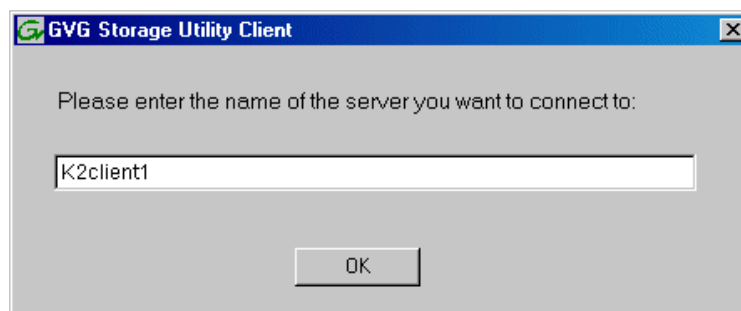 GVG Storage Utility Client
Please enter the name of the server you want to connect to:
K2client1
OK